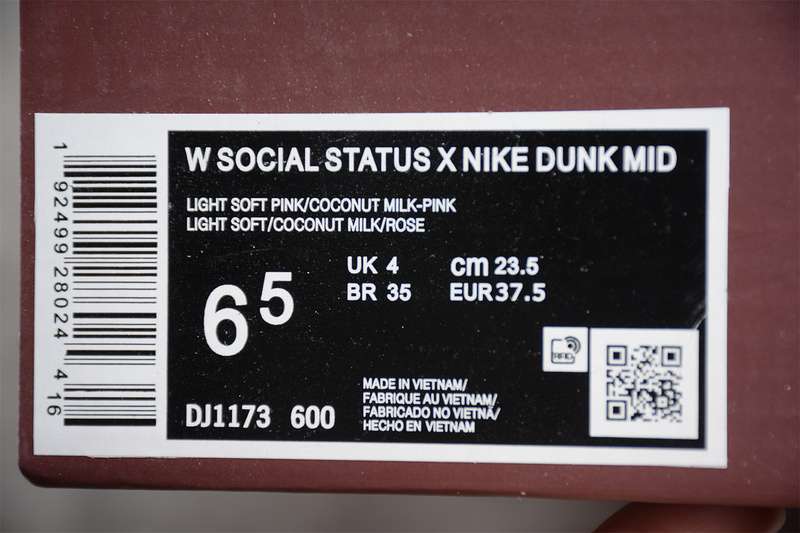 W SOCIAL STATUS X NIKE DUNK MID
LIGHT SOFT PINK/COCONUT MILK-PINK
LIGHT SOFT/COCONUT MILK/ROSE
6⁵
UK 4 cm 23.5
BR 35 EUR 37.5
DJ1173 600
MADE IN VIETNAM/
FABRIQUE AU VIETNAM/
FABRICADO NO VIETNÃ/
HECHO EN VIETNAM
RFID
1 92499 28024 4 16